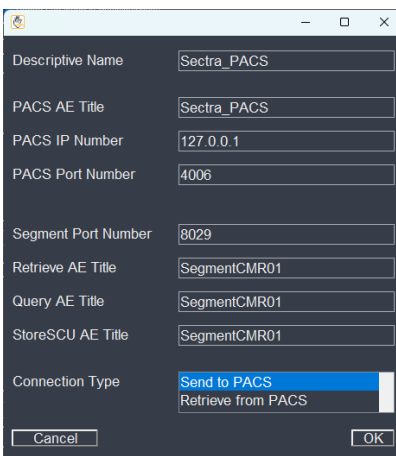 Descriptive Name Sectra_PACS
PACS AE Title Sectra_PACS
PACS IP Number 127.0.0.1
PACS Port Number 4006
Segment Port Number 8029
Retrieve AE Title SegmentCMR01
Query AE Title SegmentCMR01
StoreSCU AE Title SegmentCMR01
Connection Type Send to PACS
Retrieve from PACS
Cancel OK